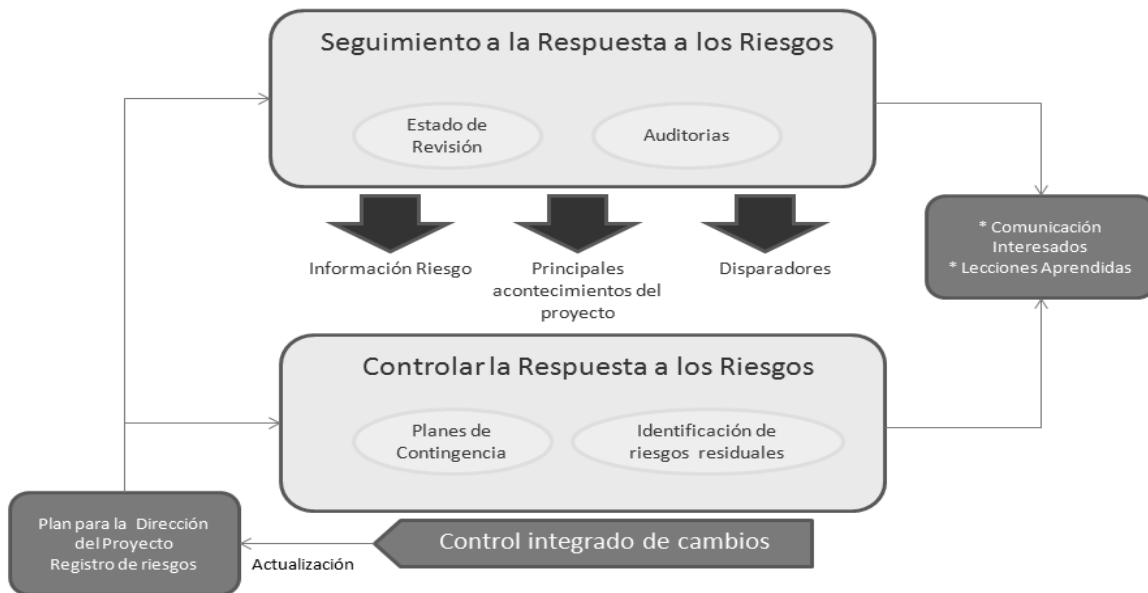 Seguimiento a la Respuesta a los Riesgos
Estado de
Revisión
Auditorias
Información Riesgo
Principales
acontecimientos del
proyecto
Disparadores
* Comunicación
Interesados
* Lecciones Aprendidas
Controlar la Respuesta a los Riesgos
Planes de
Contingencia
Identificación de
riesgos residuales
Plan para la Dirección
del Proyecto
Registro de riesgos
Actualización
Control integrado de cambios